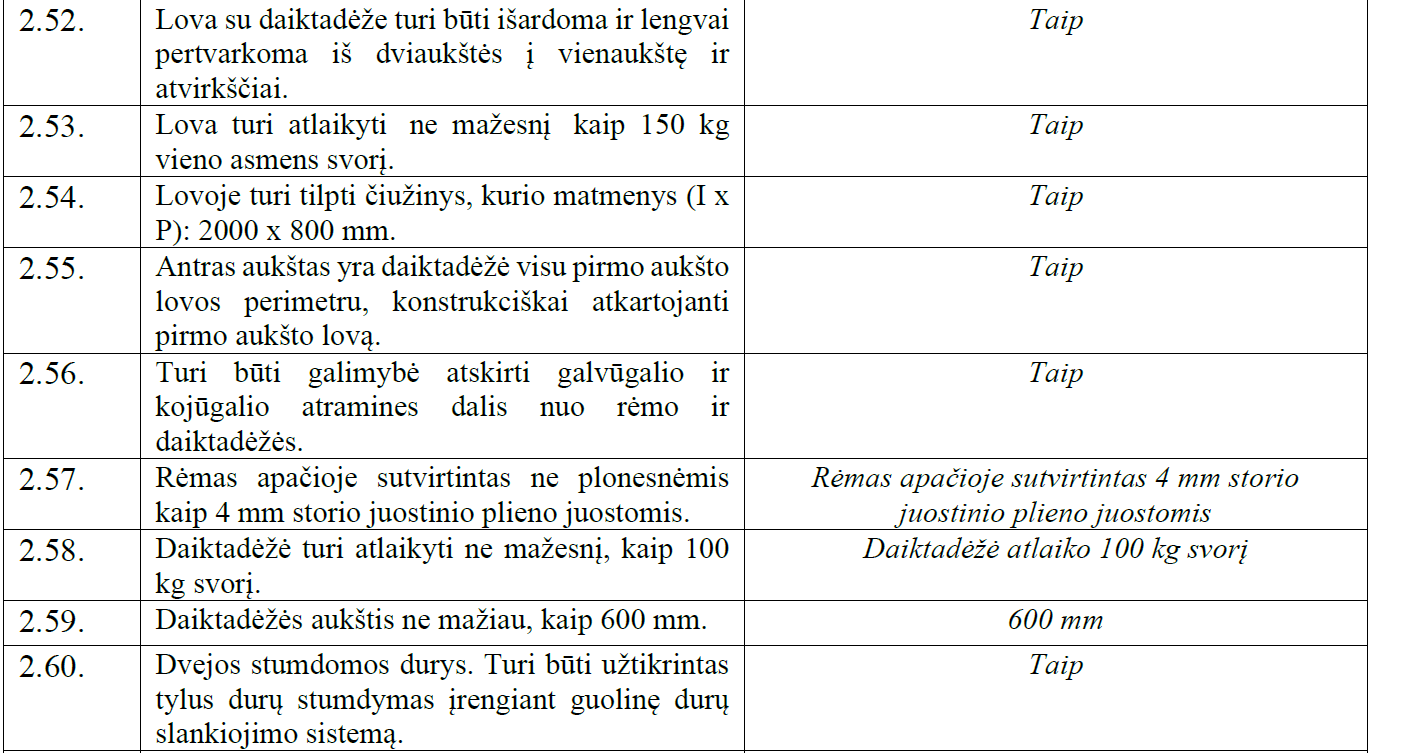 2.52. Lova su daiktadėže turi būti išardoma ir lengvai Taip
pertvarkoma iš dviaukštės į vienaukštę ir
atvirkščiai.
2.53. Lova turi atlaikyti ne mažesnį kaip 150 kg Taip
vieno asmens svorį.
2.54. Lovoje turi tilpti čiužinys, kurio matmenys (I x Taip
P): 2000 x 800 mm.
2.55. Antras aukštas yra daiktadėžė visu pirmo aukšto Taip
lovos perimetru, konstrukciškai atkartojanti
pirmo aukšto lovą.
2.56. Turi būti galimybė atskirti galvūgalio ir Taip
kojūgalio atramines dalis nuo rėmo ir
daiktadėžės.
2.57. Rėmas apačioje sutvirtintas ne plonesnėmis Rėmas apačioje sutvirtintas 4 mm storio
kaip 4 mm storio juostinio plieno juostomis. juostinio plieno juostomis
2.58. Daiktadėžė turi atlaikyti ne mažesnį, kaip 100 Daiktadėžė atlaiko 100 kg svorį
kg svorį.
2.59. Daiktadėžės aukštis ne mažiau, kaip 600 mm. 600 mm
2.60. Dvejos stumdomos durys. Turi būti užtikrintas Taip
tylus durų stumdymas įrengiant guolinę durų
slankiojimo sistemą.